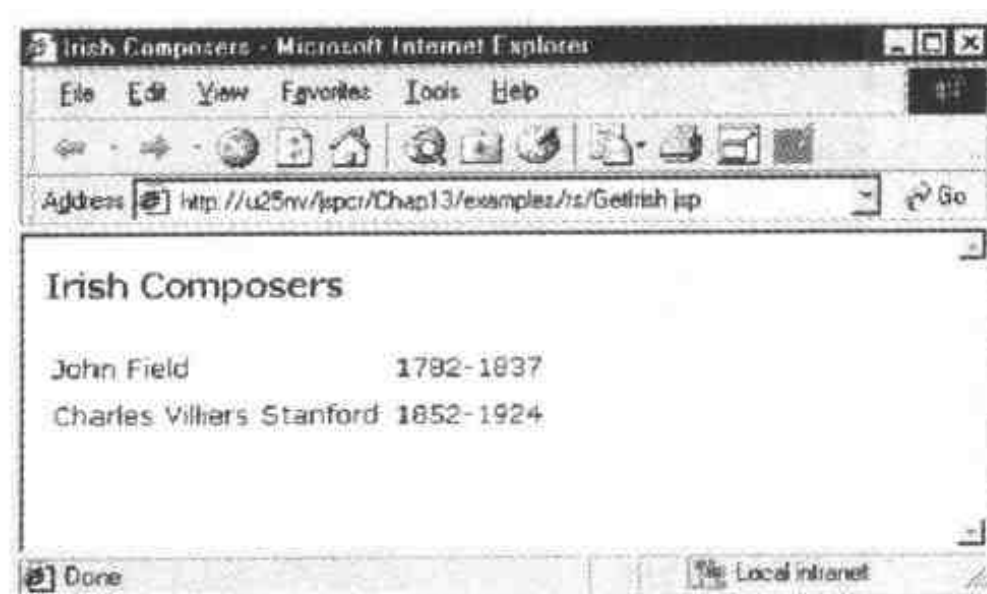 Irish Composers - Microsoft Internet Explorer
File Edit View Favorites Tools Help
Address http://u25nv/jspcr/Chap13/examples/rs/GetIrish.jsp Go
Irish Composers
John Field 1782-1837
Charles Villiers Stanford 1852-1924
Done Local intranet